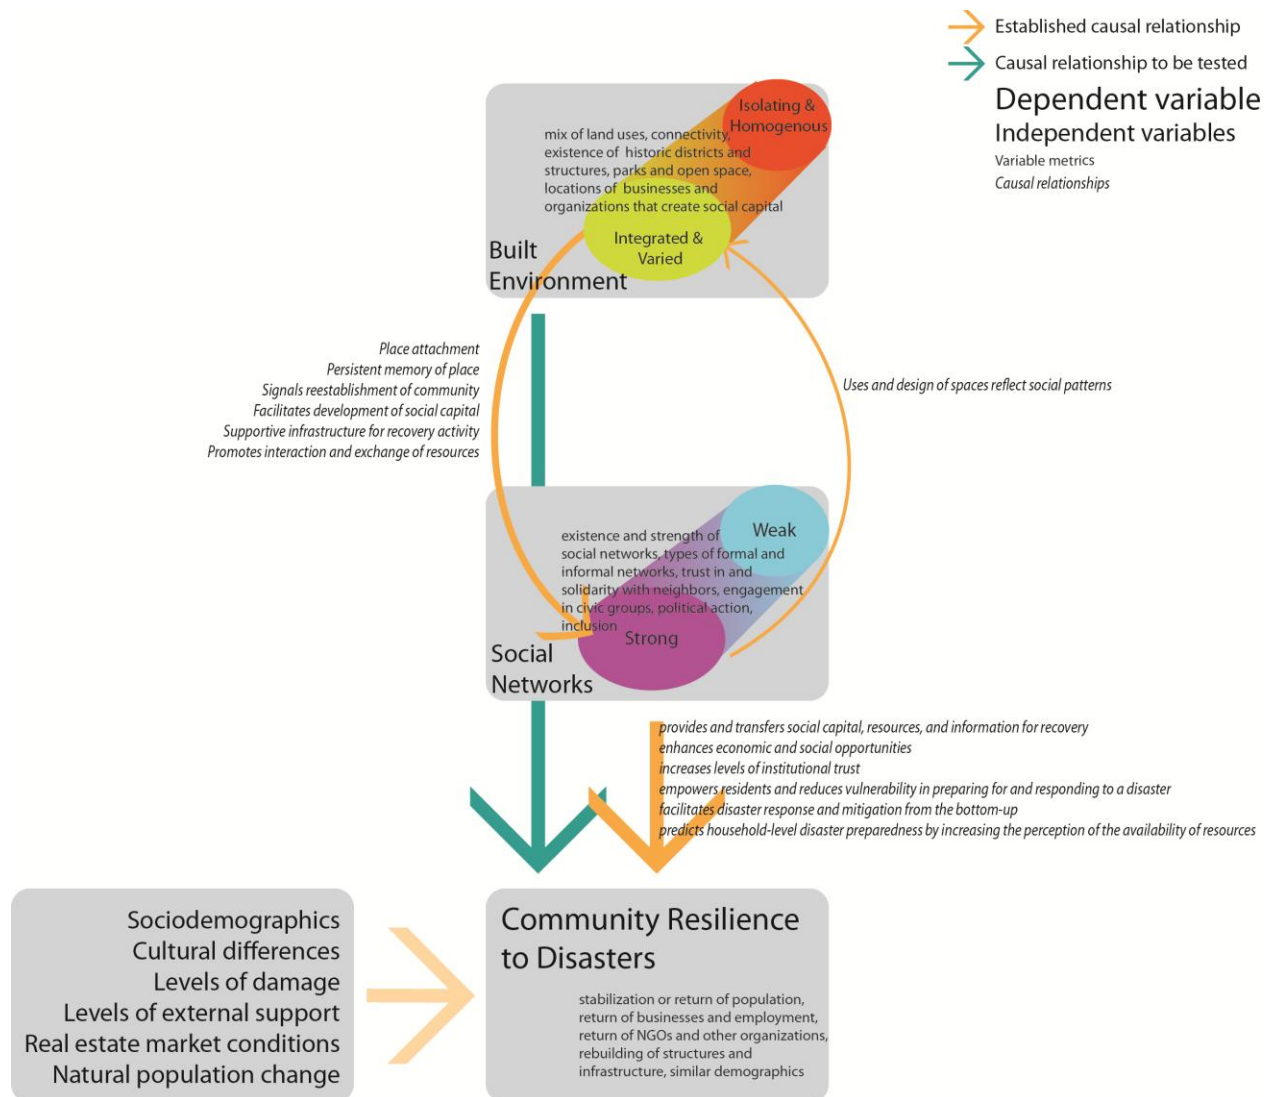 Established causal relationship
Causal relationship to be tested
Dependent variable
Independent variables
Variable metrics
Causal relationships
Isolating &
Homogenous
mix of land uses, connectivity,
existence of historic districts and
structures, parks and open space,
locations of businesses and
organizations that create social capital
Integrated &
Varied
Built
Environment
Place attachment
Persistent memory of place
Signals reestablishment of community
Facilitates development of social capital
Supportive infrastructure for recovery activity
Promotes interaction and exchange of resources
Uses and design of spaces reflect social patterns
Weak
existence and strength of
social networks, types of formal and
informal networks, trust in and
solidarity with neighbors, engagement
in civic groups, political action,
inclusion
Strong
Social
Networks
provides and transfers social capital, resources, and information for recovery
enhances economic and social opportunities
increases levels of institutional trust
empowers residents and reduces vulnerability in preparing for and responding to a disaster
facilitates disaster response and mitigation from the bottom-up
predicts household-level disaster preparedness by increasing the perception of the availability of resources
Sociodemographics
Cultural differences
Levels of damage
Levels of external support
Real estate market conditions
Natural population change
Community Resilience
to Disasters
stabilization or return of population,
return of businesses and employment,
return of NGOs and other organizations,
rebuilding of structures and
infrastructure, similar demographics